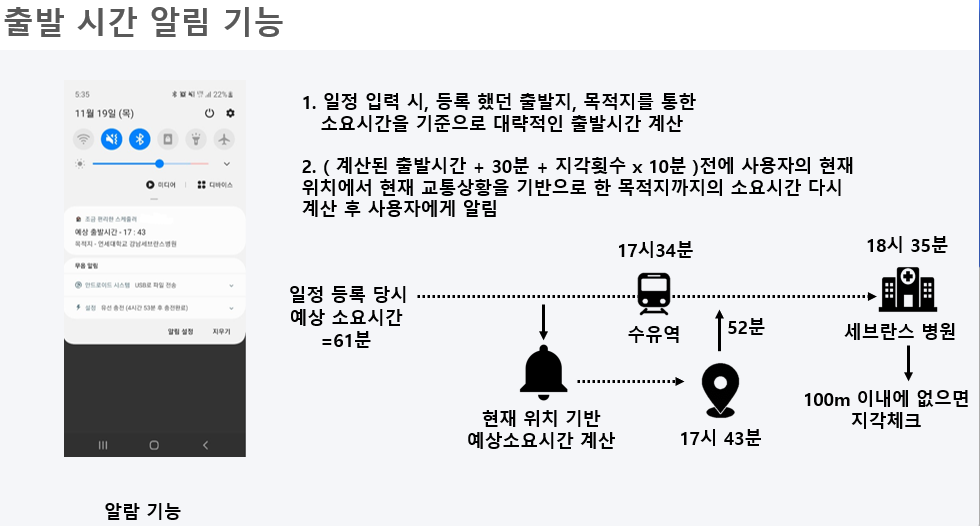 출발 시간 알림 기능
5:35
22%
11월 19일 (목)
미디어
디바이스
조금 편리한 스케줄러
예상 출발시간 - 17 : 43
목적지 - 연세대학교 강남세브란스병원
무음 알림
안드로이드 시스템 USB로 파일 전송
설정 유선 충전 (4시간 53분 후 충전완료)
알림 설정 지우기
알람 기능
1. 일정 입력 시, 등록 했던 출발지, 목적지를 통한
소요시간을 기준으로 대략적인 출발시간 계산
2. ( 계산된 출발시간 + 30분 + 지각횟수 x 10분 )전에 사용자의 현재
위치에서 현재 교통상황을 기반으로 한 목적지까지의 소요시간 다시
계산 후 사용자에게 알림
17시34분
18시 35분
일정 등록 당시
예상 소요시간
=61분
수유역
52분
세브란스 병원
현재 위치 기반
예상소요시간 계산
17시 43분
100m 이내에 없으면
지각체크